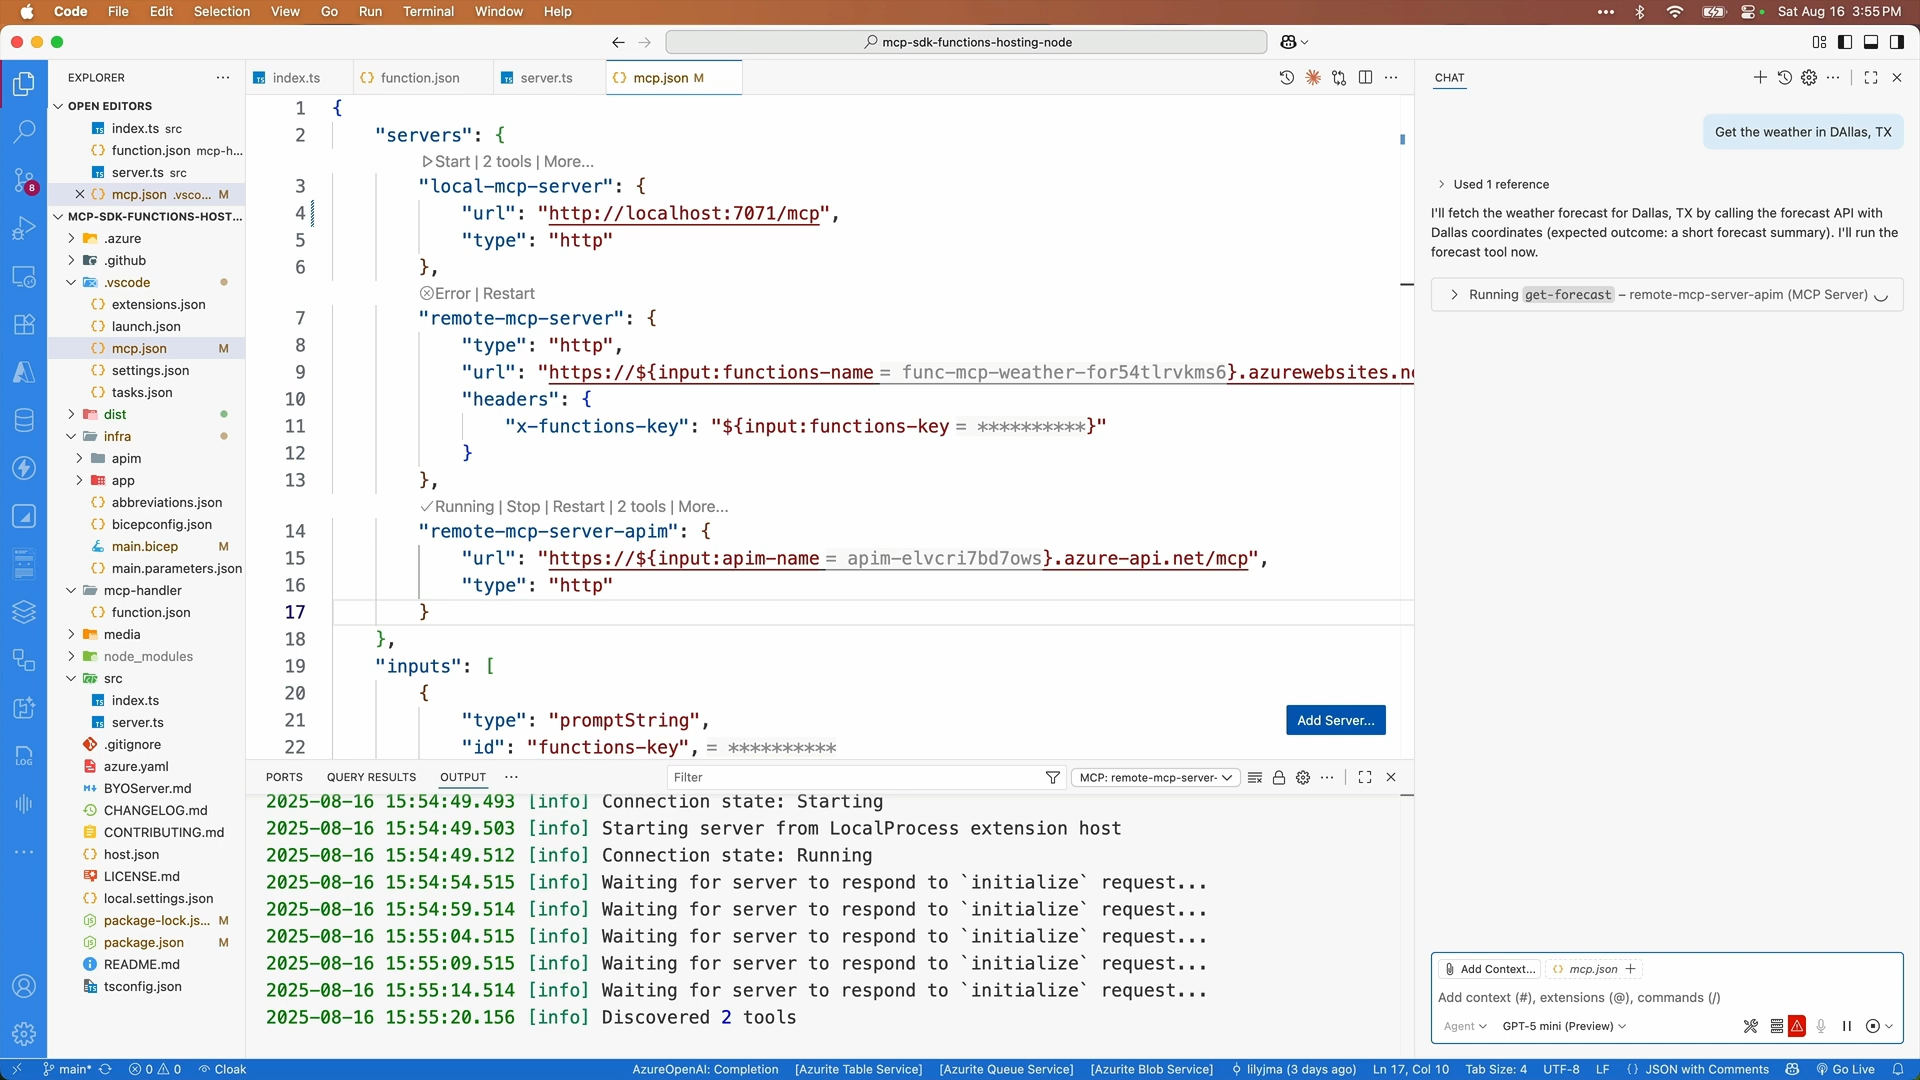 Code File Edit Selection View Go Run Terminal Window Help
Sat Aug 16 3:55 PM
mcp-sdk-functions-hosting-node
EXPLORER
OPEN EDITORS
index.ts src
function.json mcp-h...
server.ts src
mcp.json .vsco... M
MCP-SDK-FUNCTIONS-HOST...
.azure
.github
.vscode
extensions.json
launch.json
mcp.json M
settings.json
tasks.json
dist
infra
apim
app
abbreviations.json
bicepconfig.json
main.bicep M
main.parameters.json
mcp-handler
function.json
media
node_modules
src
index.ts
server.ts
.gitignore
azure.yaml
BYOServer.md
CHANGELOG.md
CONTRIBUTING.md
host.json
LICENSE.md
local.settings.json
package-lock.js... M
package.json M
README.md
tsconfig.json
8
LOG
index.ts function.json server.ts mcp.json M
1 {
2 "servers": {
Start | 2 tools | More...
3 "local-mcp-server": {
4 "url": "http://localhost:7071/mcp",
5 "type": "http"
6 },
Error | Restart
7 "remote-mcp-server": {
8 "type": "http",
9 "url": "https://${input:functions-name = func-mcp-weather-for54tlrvkms6}.azurewebsites.ne
10 "headers": {
11 "x-functions-key": "${input:functions-key = **********}"
12 }
13 },
Running | Stop | Restart | 2 tools | More...
14 "remote-mcp-server-apim": {
15 "url": "https://${input:apim-name = apim-elvcri7bd7ows}.azure-api.net/mcp",
16 "type": "http"
17 }
18 },
19 "inputs": [
20 {
21 "type": "promptString",
22 "id": "functions-key", = **********
Add Server...
PORTS QUERY RESULTS OUTPUT
Filter
MCP: remote-mcp-server-
2025-08-16 15:54:49.493 [info] Connection state: Starting
2025-08-16 15:54:49.503 [info] Starting server from LocalProcess extension host
2025-08-16 15:54:49.512 [info] Connection state: Running
2025-08-16 15:54:54.515 [info] Waiting for server to respond to `initialize` request...
2025-08-16 15:54:59.514 [info] Waiting for server to respond to `initialize` request...
2025-08-16 15:55:04.515 [info] Waiting for server to respond to `initialize` request...
2025-08-16 15:55:09.515 [info] Waiting for server to respond to `initialize` request...
2025-08-16 15:55:14.514 [info] Waiting for server to respond to `initialize` request...
2025-08-16 15:55:20.156 [info] Discovered 2 tools
CHAT
Get the weather in DAllas, TX
Used 1 reference
I'll fetch the weather forecast for Dallas, TX by calling the forecast API with
Dallas coordinates (expected outcome: a short forecast summary). I'll run the
forecast tool now.
Running get-forecast – remote-mcp-server-apim (MCP Server)
Add Context... mcp.json
Add context (#), extensions (@), commands (/)
Agent GPT-5 mini (Preview)
main* 0 0 Cloak
AzureOpenAI: Completion [Azurite Table Service] [Azurite Queue Service] [Azurite Blob Service] lilyjma (3 days ago) Ln 17, Col 10 Tab Size: 4 UTF-8 LF {} JSON with Comments Go Live